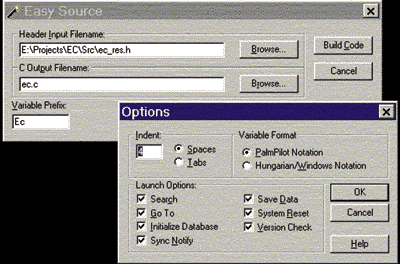 Easy Source
Header Input Filename:
E:\Projects\EC\Src\ec_res.h
Browse...
Build Code
C Output Filename:
ec.c
Browse...
Cancel
Variable Prefix:
Ec
Options
Indent:
4
Spaces
Tabs
Variable Format
PalmPilot Notation
Hungarian/Windows Notation
Launch Options:
Search
Save Data
Go To
System Reset
Initialize Database
Version Check
Sync Notify
OK
Cancel
Help